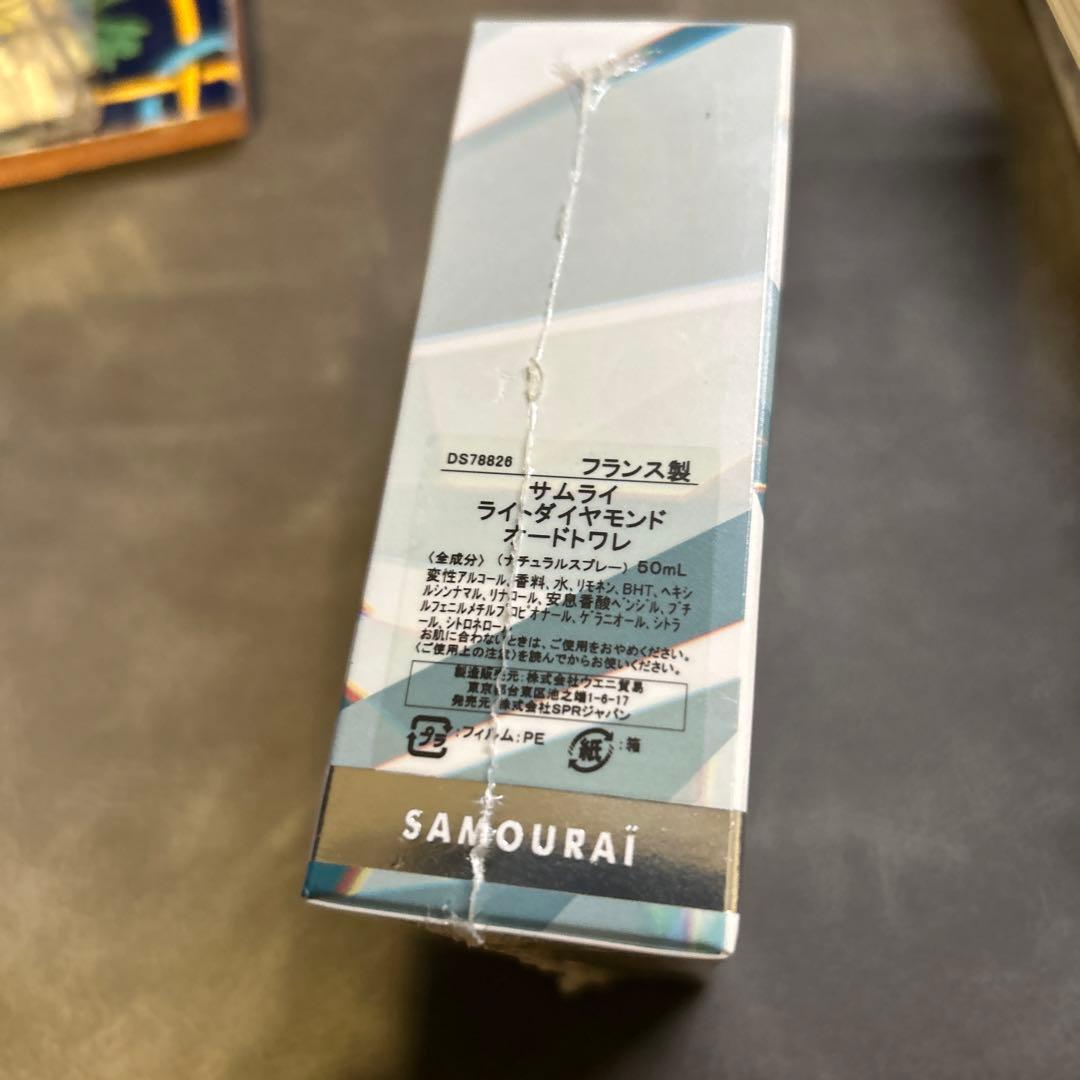 DS78826 フランス製
サムライ
ライトダイヤモンド
オードトワレ
〈全成分〉(ナチュラルスプレー) 50mL
変性アルコール、香料、水、リモネン、BHT、ヘキシ
ルシンナマル、リナロール、安息香酸ベンジル、ブチ
ルフェニルメチルプロピオナール、ゲラニオール、シトラ
ール、シトロネロール
お肌に合わないときは、ご使用をおやめください。
〈ご使用上の注意〉を読んでからお使いください。
製造販売元:株式会社ウエニ貿易
東京都台東区池之端1-6-17
発売元:株式会社SPRジャパン
プラ :フィルム:PE 紙 :箱
SAMOURAÏ